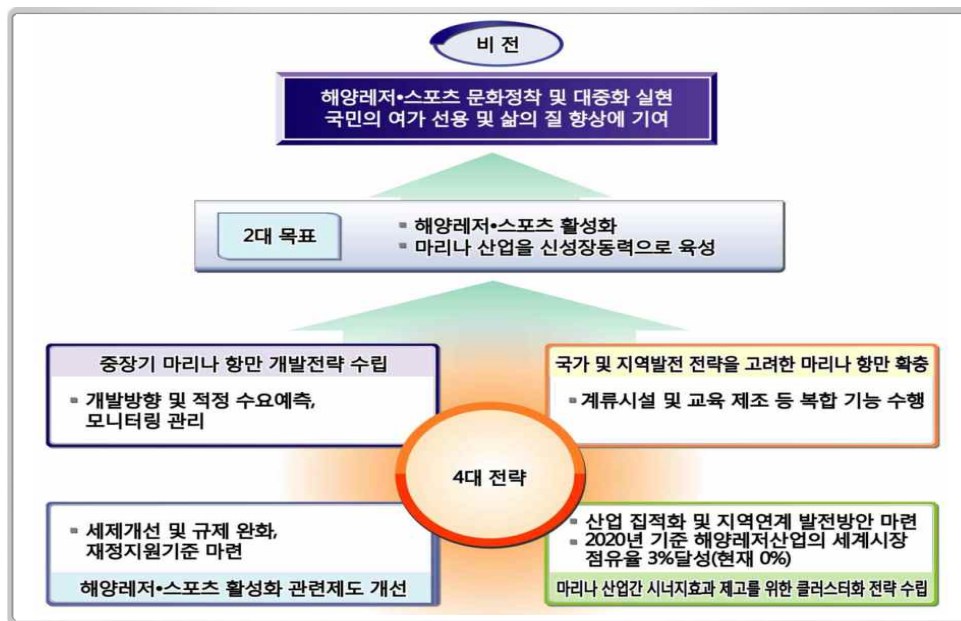 비 전
해양레저•스포츠 문화정착 및 대중화 실현
국민의 여가 선용 및 삶의 질 향상에 기여
2대 목표
▪ 해양레저•스포츠 활성화
▪ 마리나 산업을 신성장동력으로 육성
중장기 마리나 항만 개발전략 수립
▪ 개발방향 및 적정 수요예측,
모니터링 관리
국가 및 지역발전 전략을 고려한 마리나 항만 확충
▪ 계류시설 및 교육 제조 등 복합 기능 수행
4대 전략
▪ 세제개선 및 규제 완화,
재정지원기준 마련
해양레저•스포츠 활성화 관련제도 개선
▪ 산업 집적화 및 지역연계 발전방안 마련
▪ 2020년 기준 해양레저산업의 세계시장
점유율 3%달성(현재 0%)
마리나 산업간 시너지효과 제고를 위한 클러스터화 전략 수립